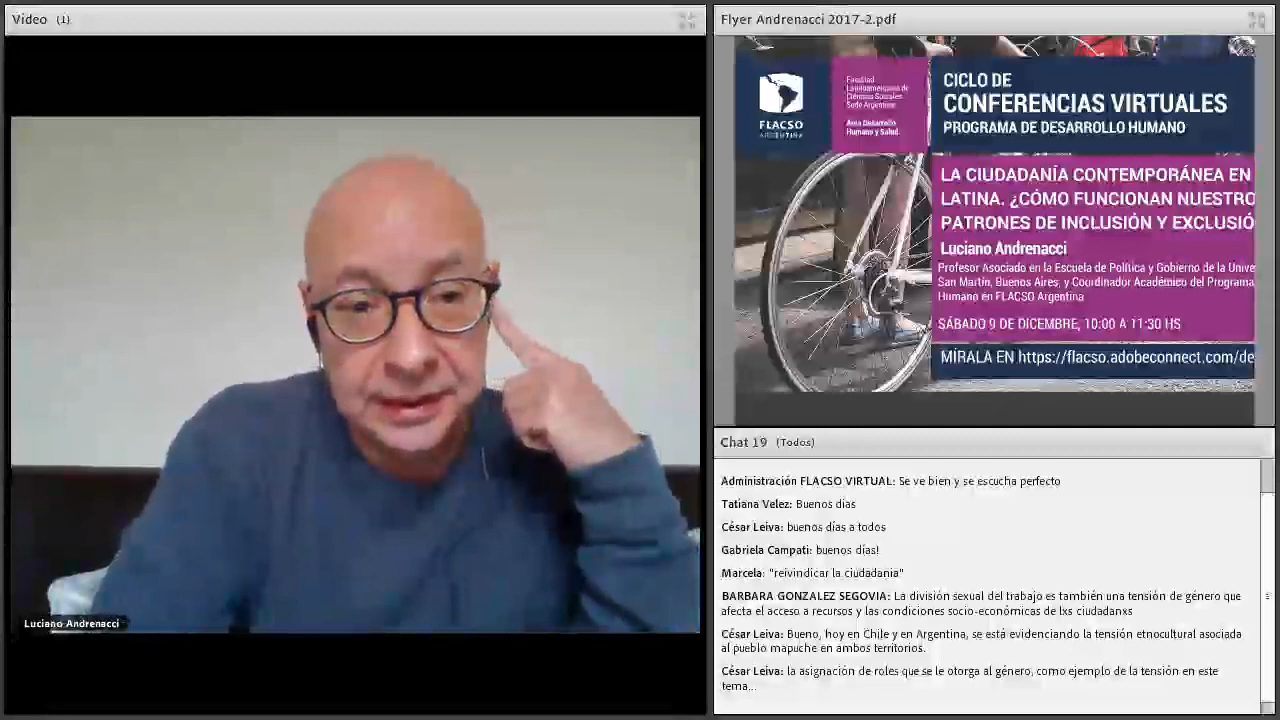 Video (1)
Luciano Andrenacci
Flyer Andrenacci 2017-2.pdf
FLACSO
ARGENTINA
Facultad
Latinoamericana de
Ciencias Sociales
Sede Argentina
Área Desarrollo
Humano y Salud
CICLO DE
CONFERENCIAS VIRTUALES
PROGRAMA DE DESARROLLO HUMANO
LA CIUDADANÍA CONTEMPORÁNEA EN
LATINA. ¿CÓMO FUNCIONAN NUESTRO
PATRONES DE INCLUSIÓN Y EXCLUSIÓ
Luciano Andrenacci
Profesor Asociado en la Escuela de Política y Gobierno de la Unive
San Martín, Buenos Aires, y Coordinador Académico del Programa
Humano en FLACSO Argentina
SÁBADO 9 DE DICIEMBRE, 10:00 A 11:30 HS
MÍRALA EN https://flacso.adobeconnect.com/de
Chat 19 (Todos)
Administración FLACSO VIRTUAL: Se ve bien y se escucha perfecto
Tatiana Velez: Buenos días
César Leiva: buenos días a todos
Gabriela Campati: buenos días!
Marcela: "reivindicar la ciudadania"
BARBARA GONZALEZ SEGOVIA: La división sexual del trabajo es también una tensión de género que
afecta el acceso a recursos y las condiciones socio-económicas de lxs ciudadanxs
César Leiva: Bueno, hoy en Chile y en Argentina, se está evidenciando la tensión etnocultural asociada
al pueblo mapuche en ambos territorios.
César Leiva: la asignación de roles que se le otorga al género, como ejemplo de la tensión en este
tema...